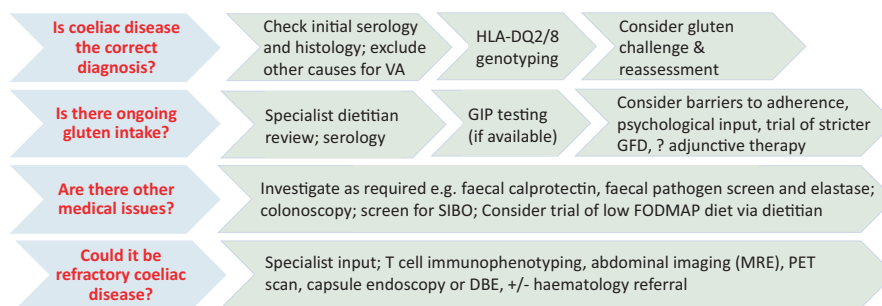 Is coeliac disease
the correct
diagnosis?
Check initial serology
and histology; exclude
other causes for VA
HLA-DQ2/8
genotyping
Consider gluten
challenge &
reassessment
Is there ongoing
gluten intake?
Specialist dietitian
review; serology
GIP testing
(if available)
Consider barriers to adherence,
psychological input, trial of stricter
GFD, ? adjunctive therapy
Are there other
medical issues?
Investigate as required e.g. faecal calprotectin, faecal pathogen screen and elastase;
colonoscopy; screen for SIBO; Consider trial of low FODMAP diet via dietitian
Could it be
refractory coeliac
disease?
Specialist input; T cell immunophenotyping, abdominal imaging (MRE), PET
scan, capsule endoscopy or DBE, +/- haematology referral